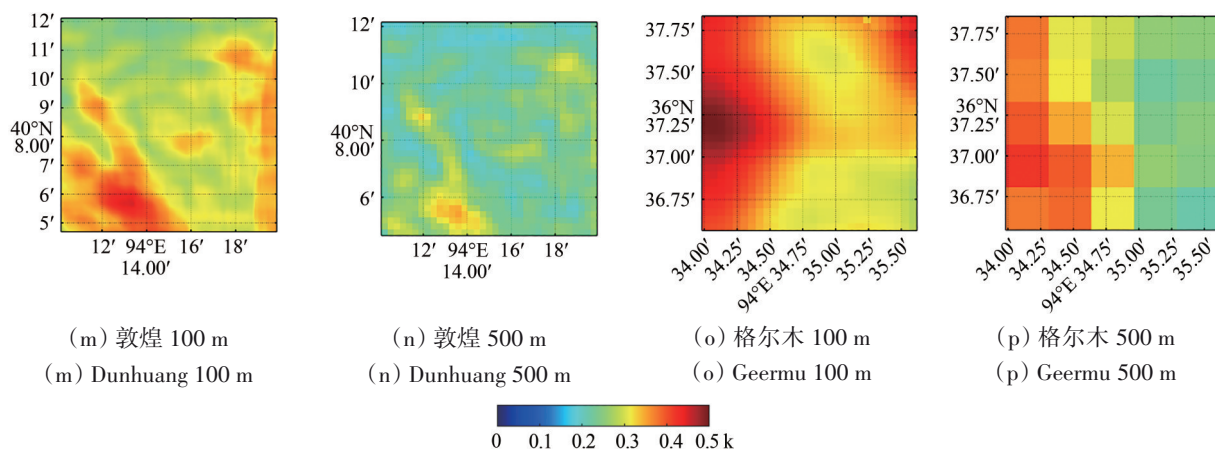 12′
11′
10′
9′
40°N
8.00′
7′
6′
5′
12′ 94°E 16′ 18′
14.00′
12′
10′
40°N
8.00′
6′
12′ 94°E 16′ 18′
14.00′
37.75′
37.50′
36°N
37.25′
37.00′
36.75′
34.00′
34.25′
34.50′
94°E 34.75′
35.00′
35.25′
35.50′
37.75′
37.50′
36°N
37.25′
37.00′
36.75′
34.00′
34.25′
34.50′
94°E 34.75′
35.00′
35.25′
35.50′
(m) 敦煌 100 m
(m) Dunhuang 100 m
(n) 敦煌 500 m
(n) Dunhuang 500 m
(o) 格尔木 100 m
(o) Geermu 100 m
(p) 格尔木 500 m
(p) Geermu 500 m
0 0.1 0.2 0.3 0.4 0.5 k